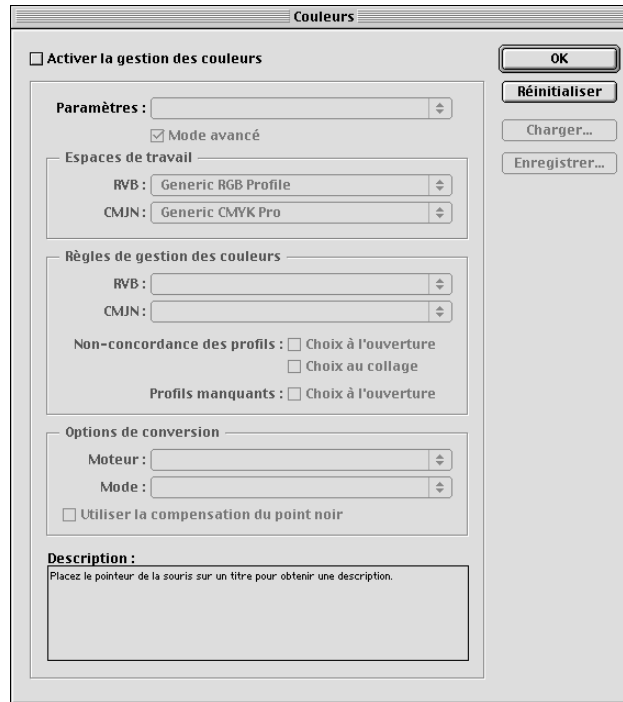 Couleurs
Activer la gestion des couleurs
OK
Réinitialiser
Charger...
Enregistrer...
Paramètres :
Mode avancé
Espaces de travail
RVB : Generic RGB Profile
CMJN : Generic CMYK Pro
Règles de gestion des couleurs
RVB :
CMJN :
Non-concordance des profils : Choix à l'ouverture
Choix au collage
Profils manquants : Choix à l'ouverture
Options de conversion
Moteur :
Mode :
Utiliser la compensation du point noir
Description :
Placez le pointeur de la souris sur un titre pour obtenir une description.